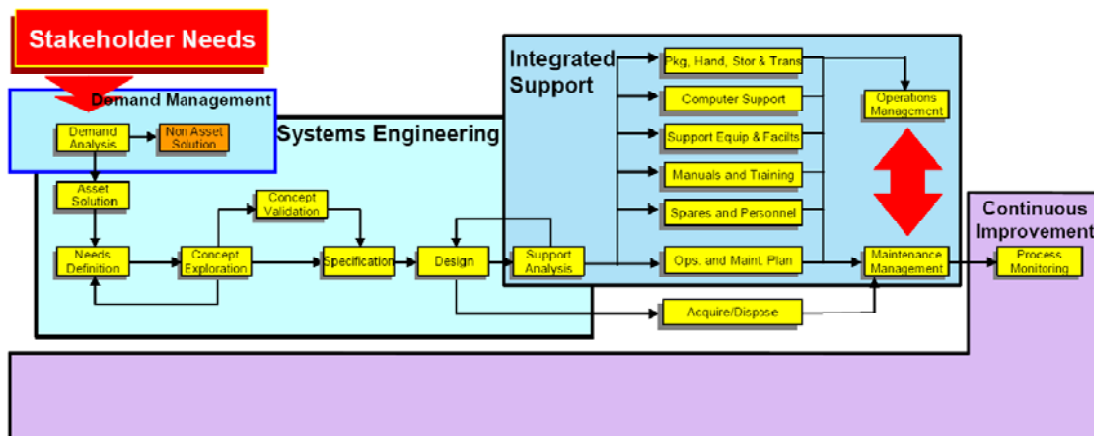 Stakeholder Needs
Demand Management
Demand
Analysis
Non Asset
Solution
Systems Engineering
Asset
Solution
Needs
Definition
Concept
Exploration
Concept
Validation
Specification
Design
Support
Analysis
Integrated
Support
Pkg, Hand, Stor & Trans
Computer Support
Support Equip & Facilts
Manuals and Training
Spares and Personnel
Ops. and Maint. Plan
Acquire/Dispose
Operations
Management
Maintenance
Management
Continuous
Improvement
Process
Monitoring